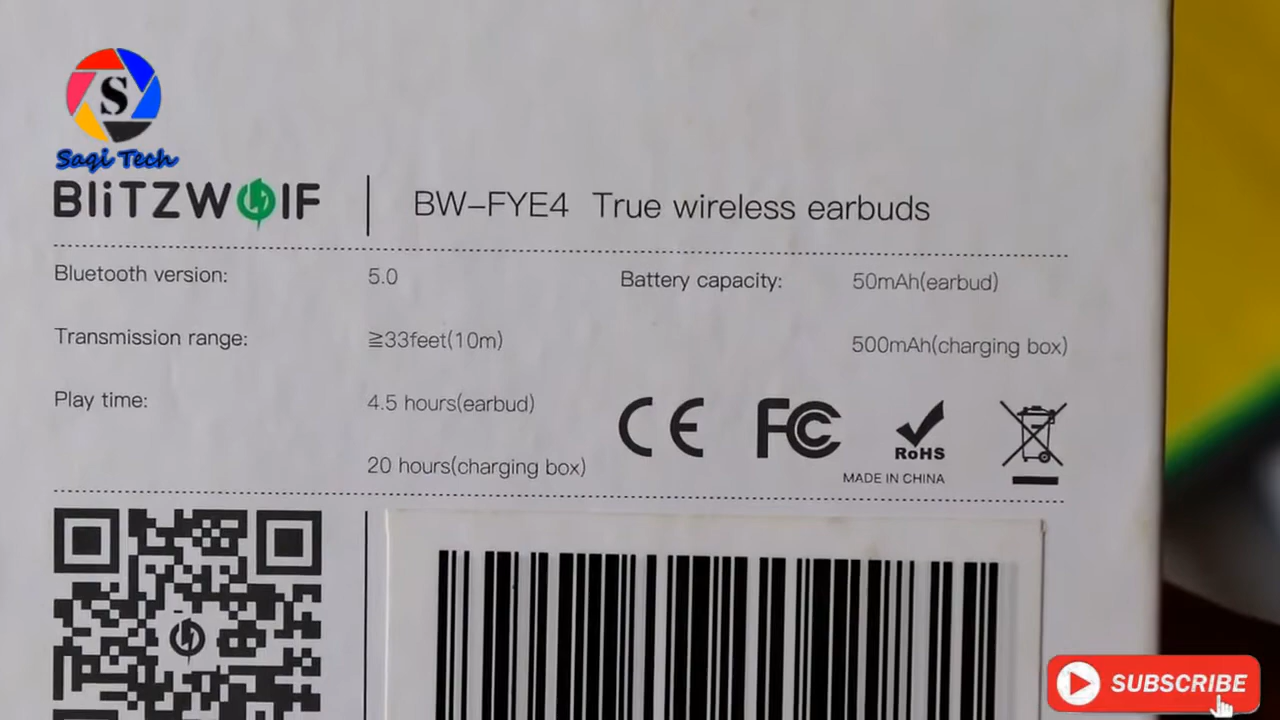 S
Saqi Tech
BLiTZWOLF
BW-FYE4 True wireless earbuds
Bluetooth version: 5.0 Battery capacity: 50mAh(earbud)
Transmission range: ≧33feet(10m) 500mAh(charging box)
Play time: 4.5 hours(earbud)
20 hours(charging box)
CE FC RoHS
MADE IN CHINA
SUBSCRIBE